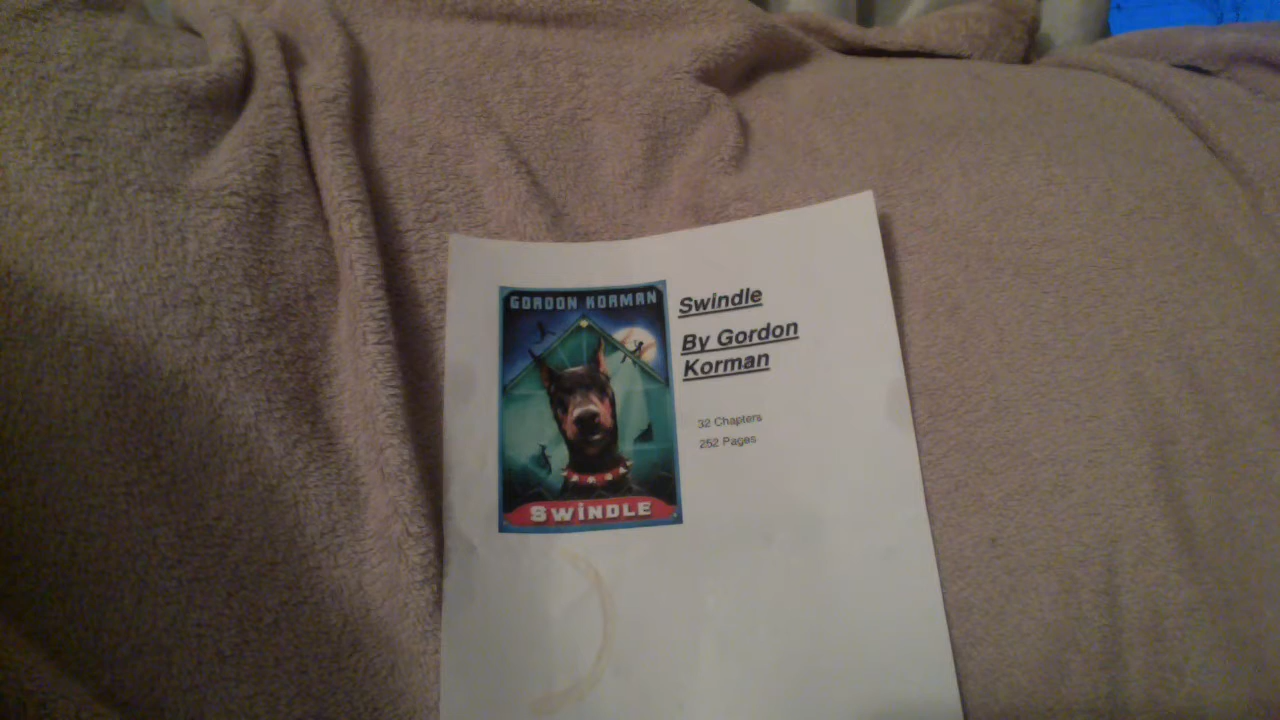 GORDON KORMAN
SWINDLE
Swindle
By Gordon
Korman
32 Chapters
252 Pages